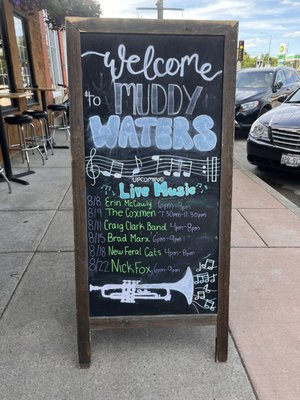 Welcome
to MUDDY
WATERS
UPCOMING
Live Music
8/8 Erin McCawly 6pm-9pm
8/9 The Coxmen 7:30pm-11:30pm
8/11 Craig Clark Band 4pm-8pm
8/15 Brad Marx 6pm-9pm
8/18 New Feral Cats 4pm-8pm
8/22 Nick Fox 6pm-9pm